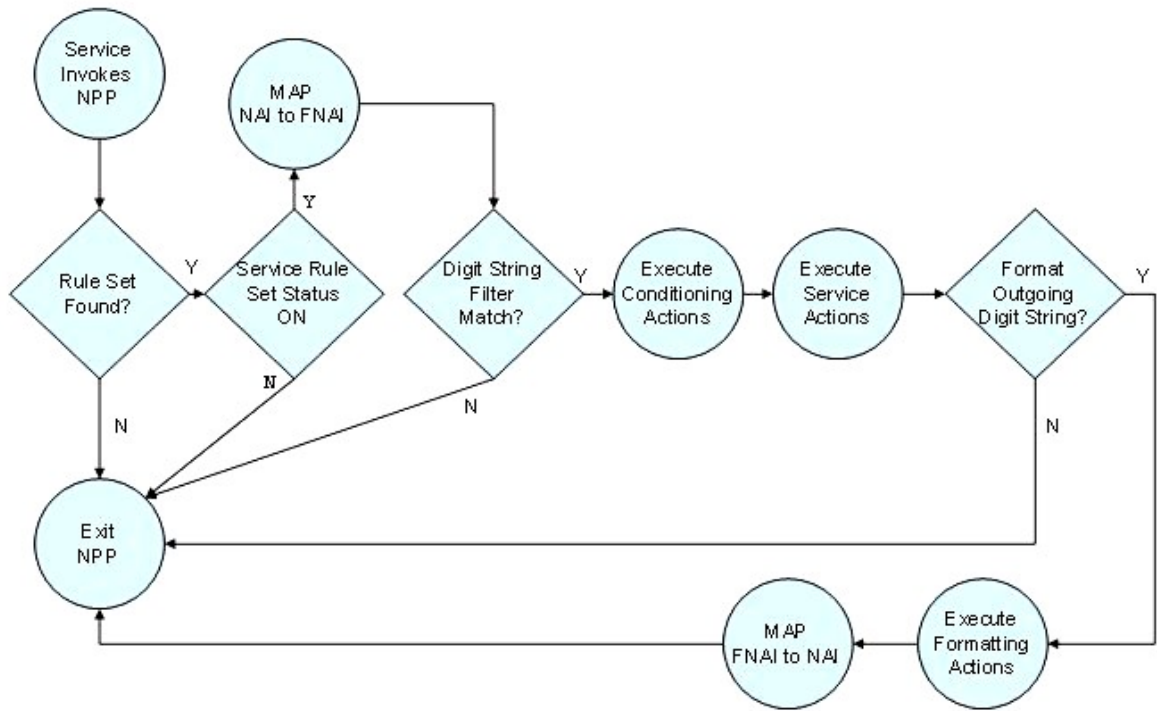 Service
Invokes
NPP
MAP
NAI to FNAI
Y
Rule Set
Found?
Y
Service Rule
Set Status
ON
Digit String
Filter
Match?
Y
Execute
Conditioning
Actions
Execute
Service
Actions
Format
Outgoing
Digit String?
Y
N
N
N
N
Exit
NPP
MAP
FNAI to NAI
Execute
Formatting
Actions